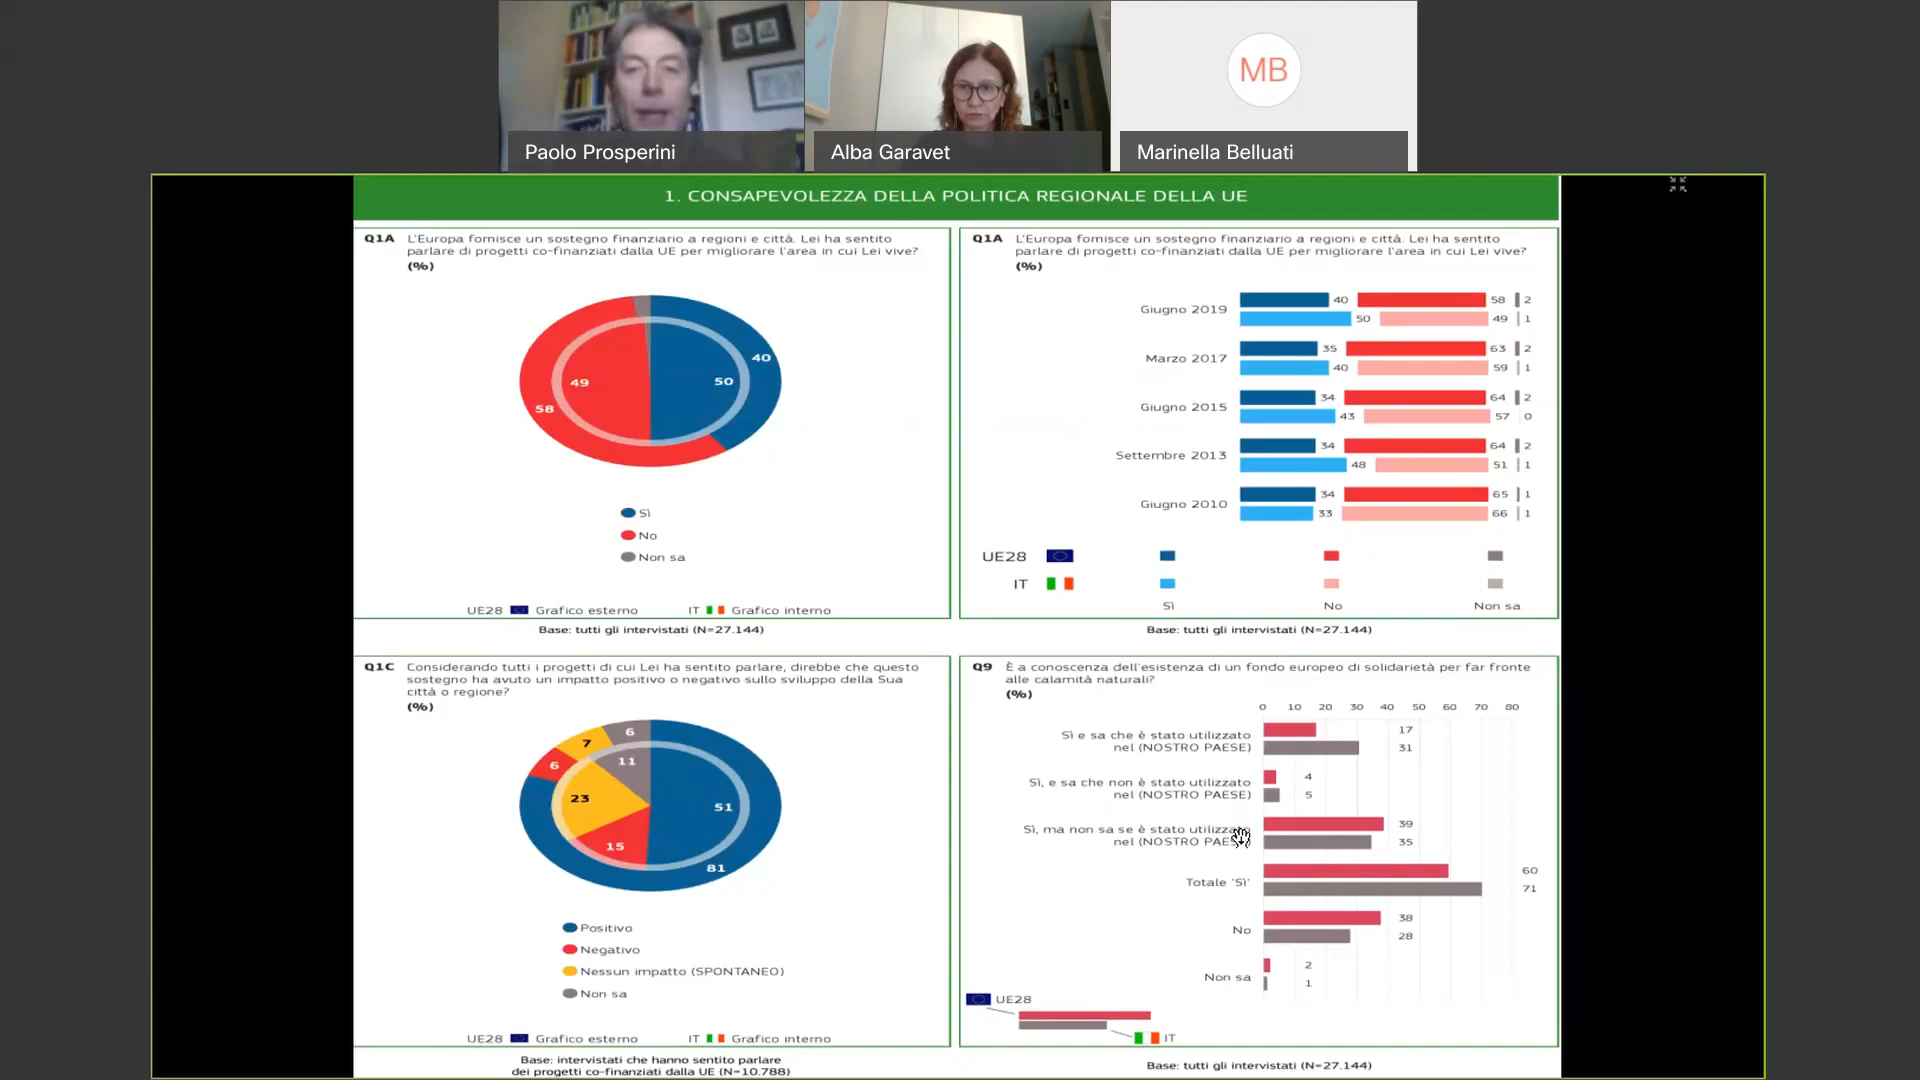 MB
Paolo Prosperini
Alba Garavet
Marinella Belluati
1. CONSAPEVOLEZZA DELLA POLITICA REGIONALE DELLA UE
Q1A L'Europa fornisce un sostegno finanziario a regioni e città. Lei ha sentito
parlare di progetti co-finanziati dalla UE per migliorare l'area in cui Lei vive?
(%)
40
50
49
58
Sì
No
Non sa
UE28 Grafico esterno IT Grafico interno
Base: tutti gli intervistati (N=27.144)
Q1A L'Europa fornisce un sostegno finanziario a regioni e città. Lei ha sentito
parlare di progetti co-finanziati dalla UE per migliorare l'area in cui Lei vive?
(%)
Giugno 2019
40 58 2
50 49 1
Marzo 2017
35 63 2
40 59 1
Giugno 2015
34 64 2
43 57 0
Settembre 2013
34 64 2
48 51 1
Giugno 2010
34 65 1
33 66 1
UE28
IT
Sì No Non sa
Base: tutti gli intervistati (N=27.144)
Q1C Considerando tutti i progetti di cui Lei ha sentito parlare, direbbe che questo
sostegno ha avuto un impatto positivo o negativo sullo sviluppo della Sua
città o regione?
(%)
6
7
11
6
23
51
15
81
Positivo
Negativo
Nessun impatto (SPONTANEO)
Non sa
UE28 Grafico esterno IT Grafico interno
Base: intervistati che hanno sentito parlare
dei progetti co-finanziati dalla UE (N=10.788)
Q9 È a conoscenza dell'esistenza di un fondo europeo di solidarietà per far fronte
alle calamità naturali?
(%)
0 10 20 30 40 50 60 70 80
Sì e sa che è stato utilizzato
nel (NOSTRO PAESE)
17
31
Sì, e sa che non è stato utilizzato
nel (NOSTRO PAESE)
4
5
Sì, ma non sa se è stato utilizzato
nel (NOSTRO PAESE)
39
35
Totale 'Sì'
60
71
No
38
28
Non sa
2
1
UE28
IT
Base: tutti gli intervistati (N=27.144)